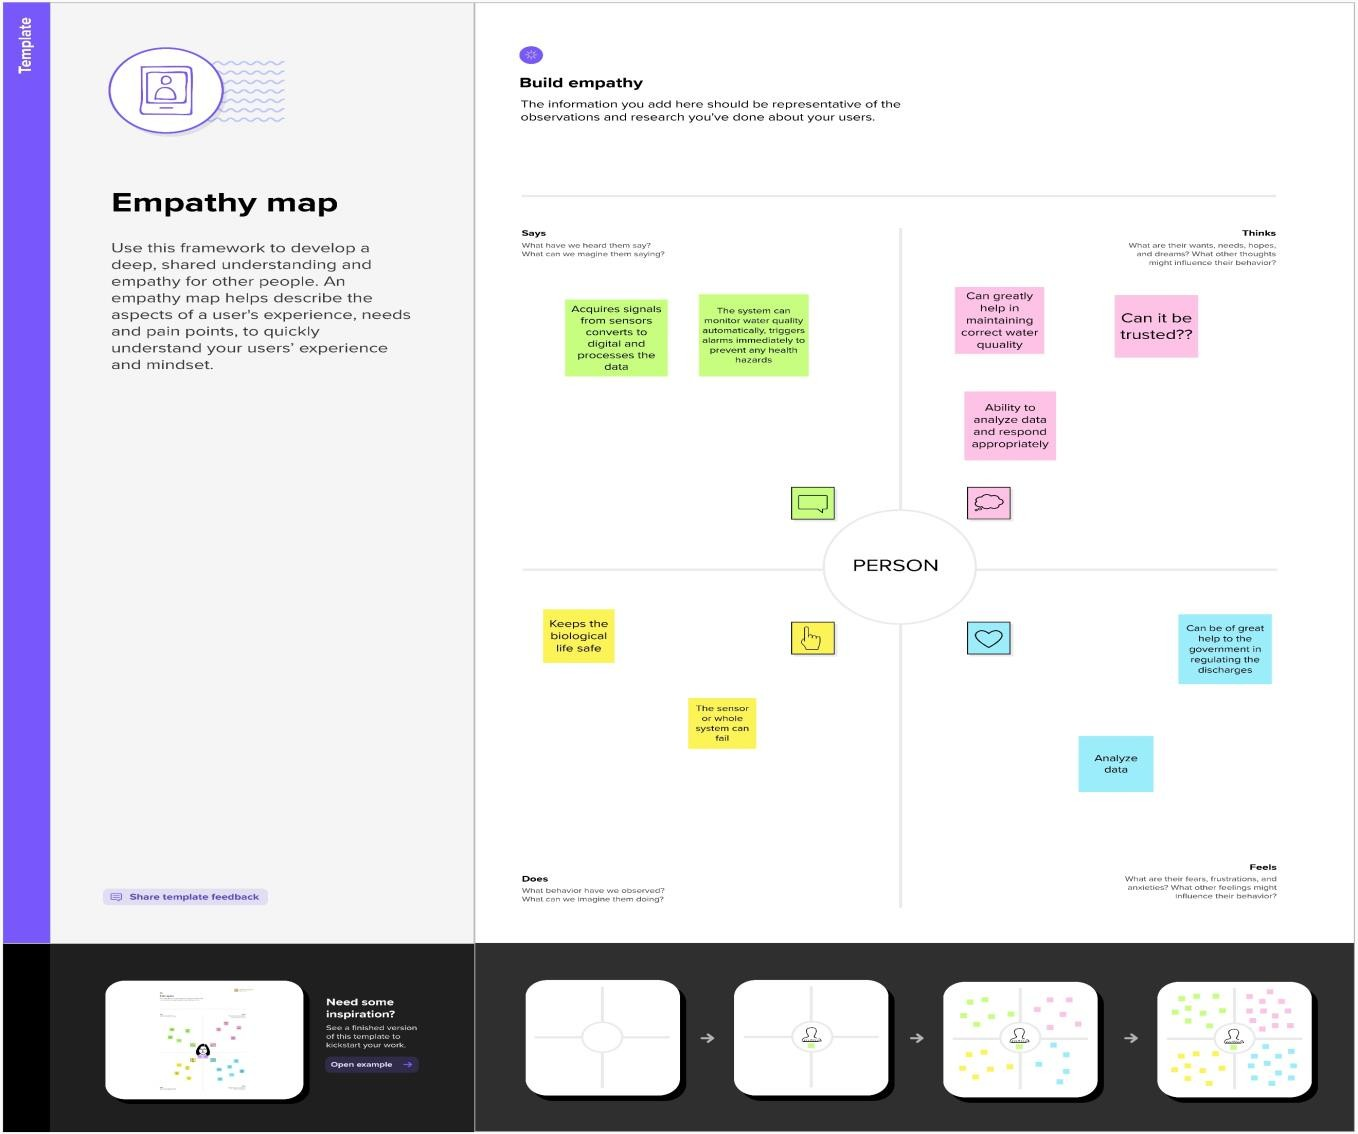 Template
Empathy map
Use this framework to develop a
deep, shared understanding and
empathy for other people. An
empathy map helps describe the
aspects of a user's experience, needs
and pain points, to quickly
understand your users' experience
and mindset.
Share template feedback
Build empathy
The information you add here should be representative of the
observations and research you've done about your users.
Says
What have we heard them say?
What can we magine them saying?
Thinks
What are their wants, needs, hopes,
and dreams? What other thoughts
might influence their behavior?
Acquires signals
from sensors
converts to
digital and
processes the
data
The system can
monitor water quality
automatically, triggers
alarms immediately to
prevent any health
hazards
Can greatly
help in
maintaining
correct water
quuality
Can it be
trusted??
Ability to
analyze data
and respond
appropriately
PERSON
Keeps the
biological
life safe
The sensor
or whole
system can
fail
Can be of great
help to the
government in
regulating the
discharges
Analyze
data
Does
What behavior have we observed?
What can we imagine them doing?
Feels
What are their fears, frustrations, and
anxieties? What other feelings might
influence their behavior?
Need some
inspiration?
See a finished version
of this template to
kickstart your work.
Open example